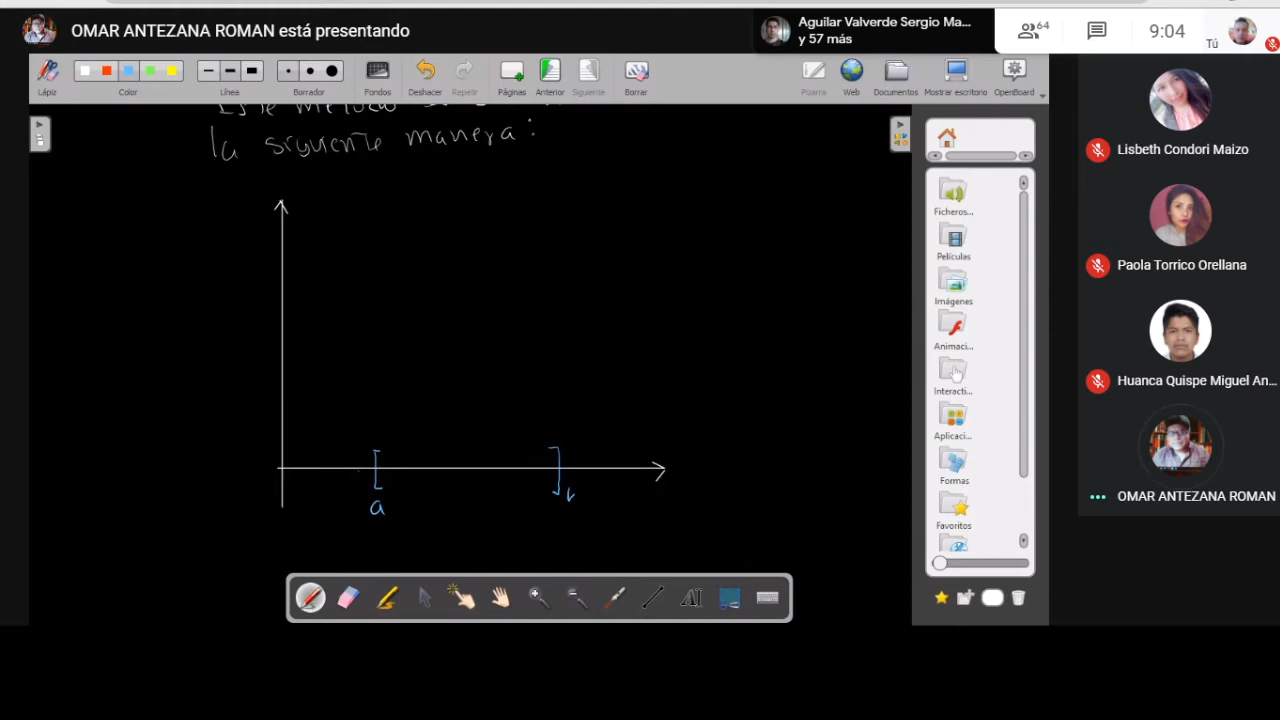 OMAR ANTEZANA ROMAN está presentando
Aguilar Valverde Sergio Ma...
y 57 más
64
9:04
Tú
Lápiz
Color
Línea
Borrador
Fondos
Deshacer
Repetir
Páginas
Anterior
Siguiente
Borrar
Pizarra
Web
Documentos
Mostrar escritorio
OpenBoard
la siguiente manera:
a
Ficheros...
Películas
Imágenes
Animaci...
Interacti...
Aplicaci...
Formas
Favoritos
AI
Lisbeth Condori Maizo
Paola Torrico Orellana
Huanca Quispe Miguel An...
OMAR ANTEZANA ROMAN